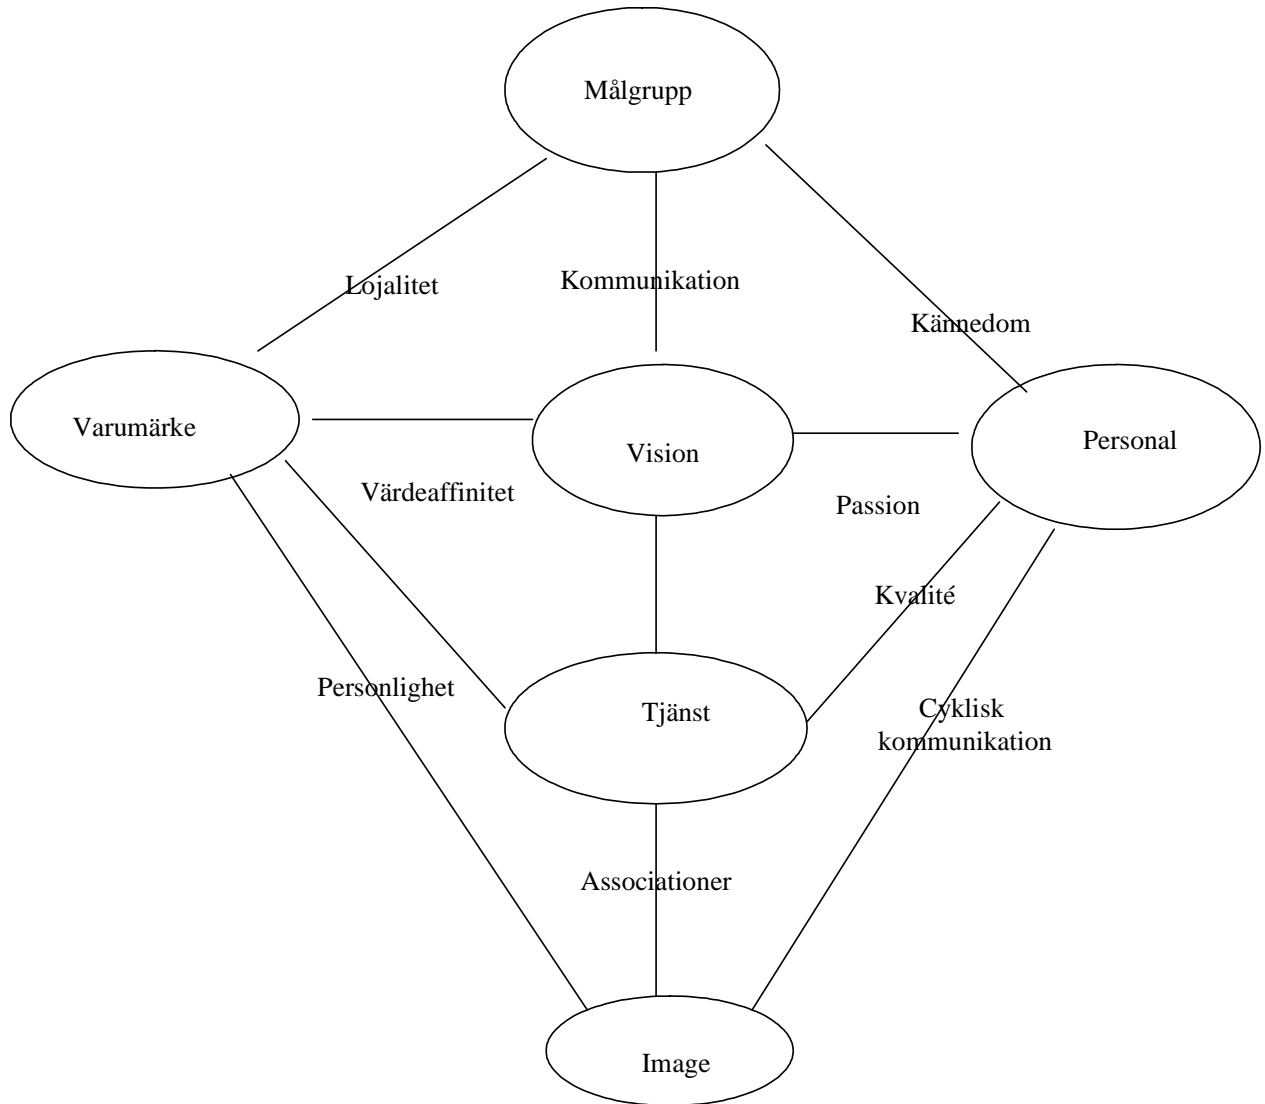 Målgrupp
Lojalitet
Kommunikation
Kännedom
Varumärke
Vision
Personal
Värdeaffinitet
Passion
Kvalité
Personlighet
Tjänst
Cyklisk
kommunikation
Associationer
Image